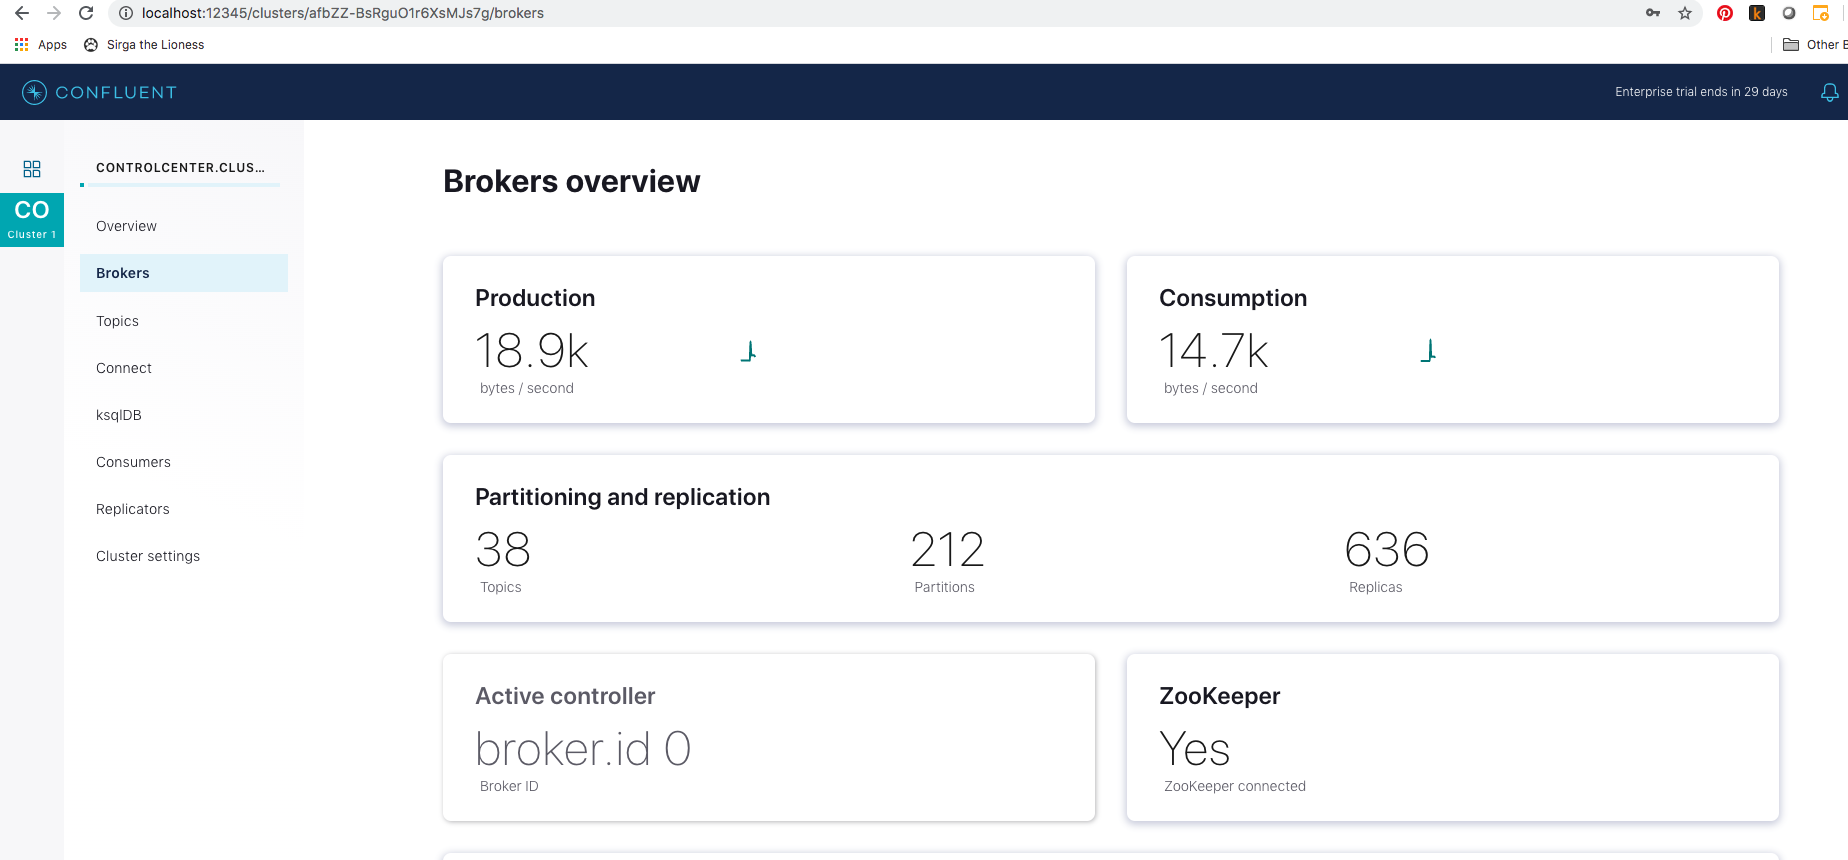 localhost:12345/clusters/afbZZ-BsRguO1r6XsMJs7g/brokers
Apps
Sirga the Lioness
Other
CONFLUENT
Enterprise trial ends in 29 days
CO
Cluster 1
CONTROLCENTER.CLUS...
Overview
Brokers
Topics
Connect
ksqlDB
Consumers
Replicators
Cluster settings
Brokers overview
Production
18.9k
bytes / second
Consumption
14.7k
bytes / second
Partitioning and replication
38
Topics
212
Partitions
636
Replicas
Active controller
broker.id 0
Broker ID
ZooKeeper
Yes
ZooKeeper connected